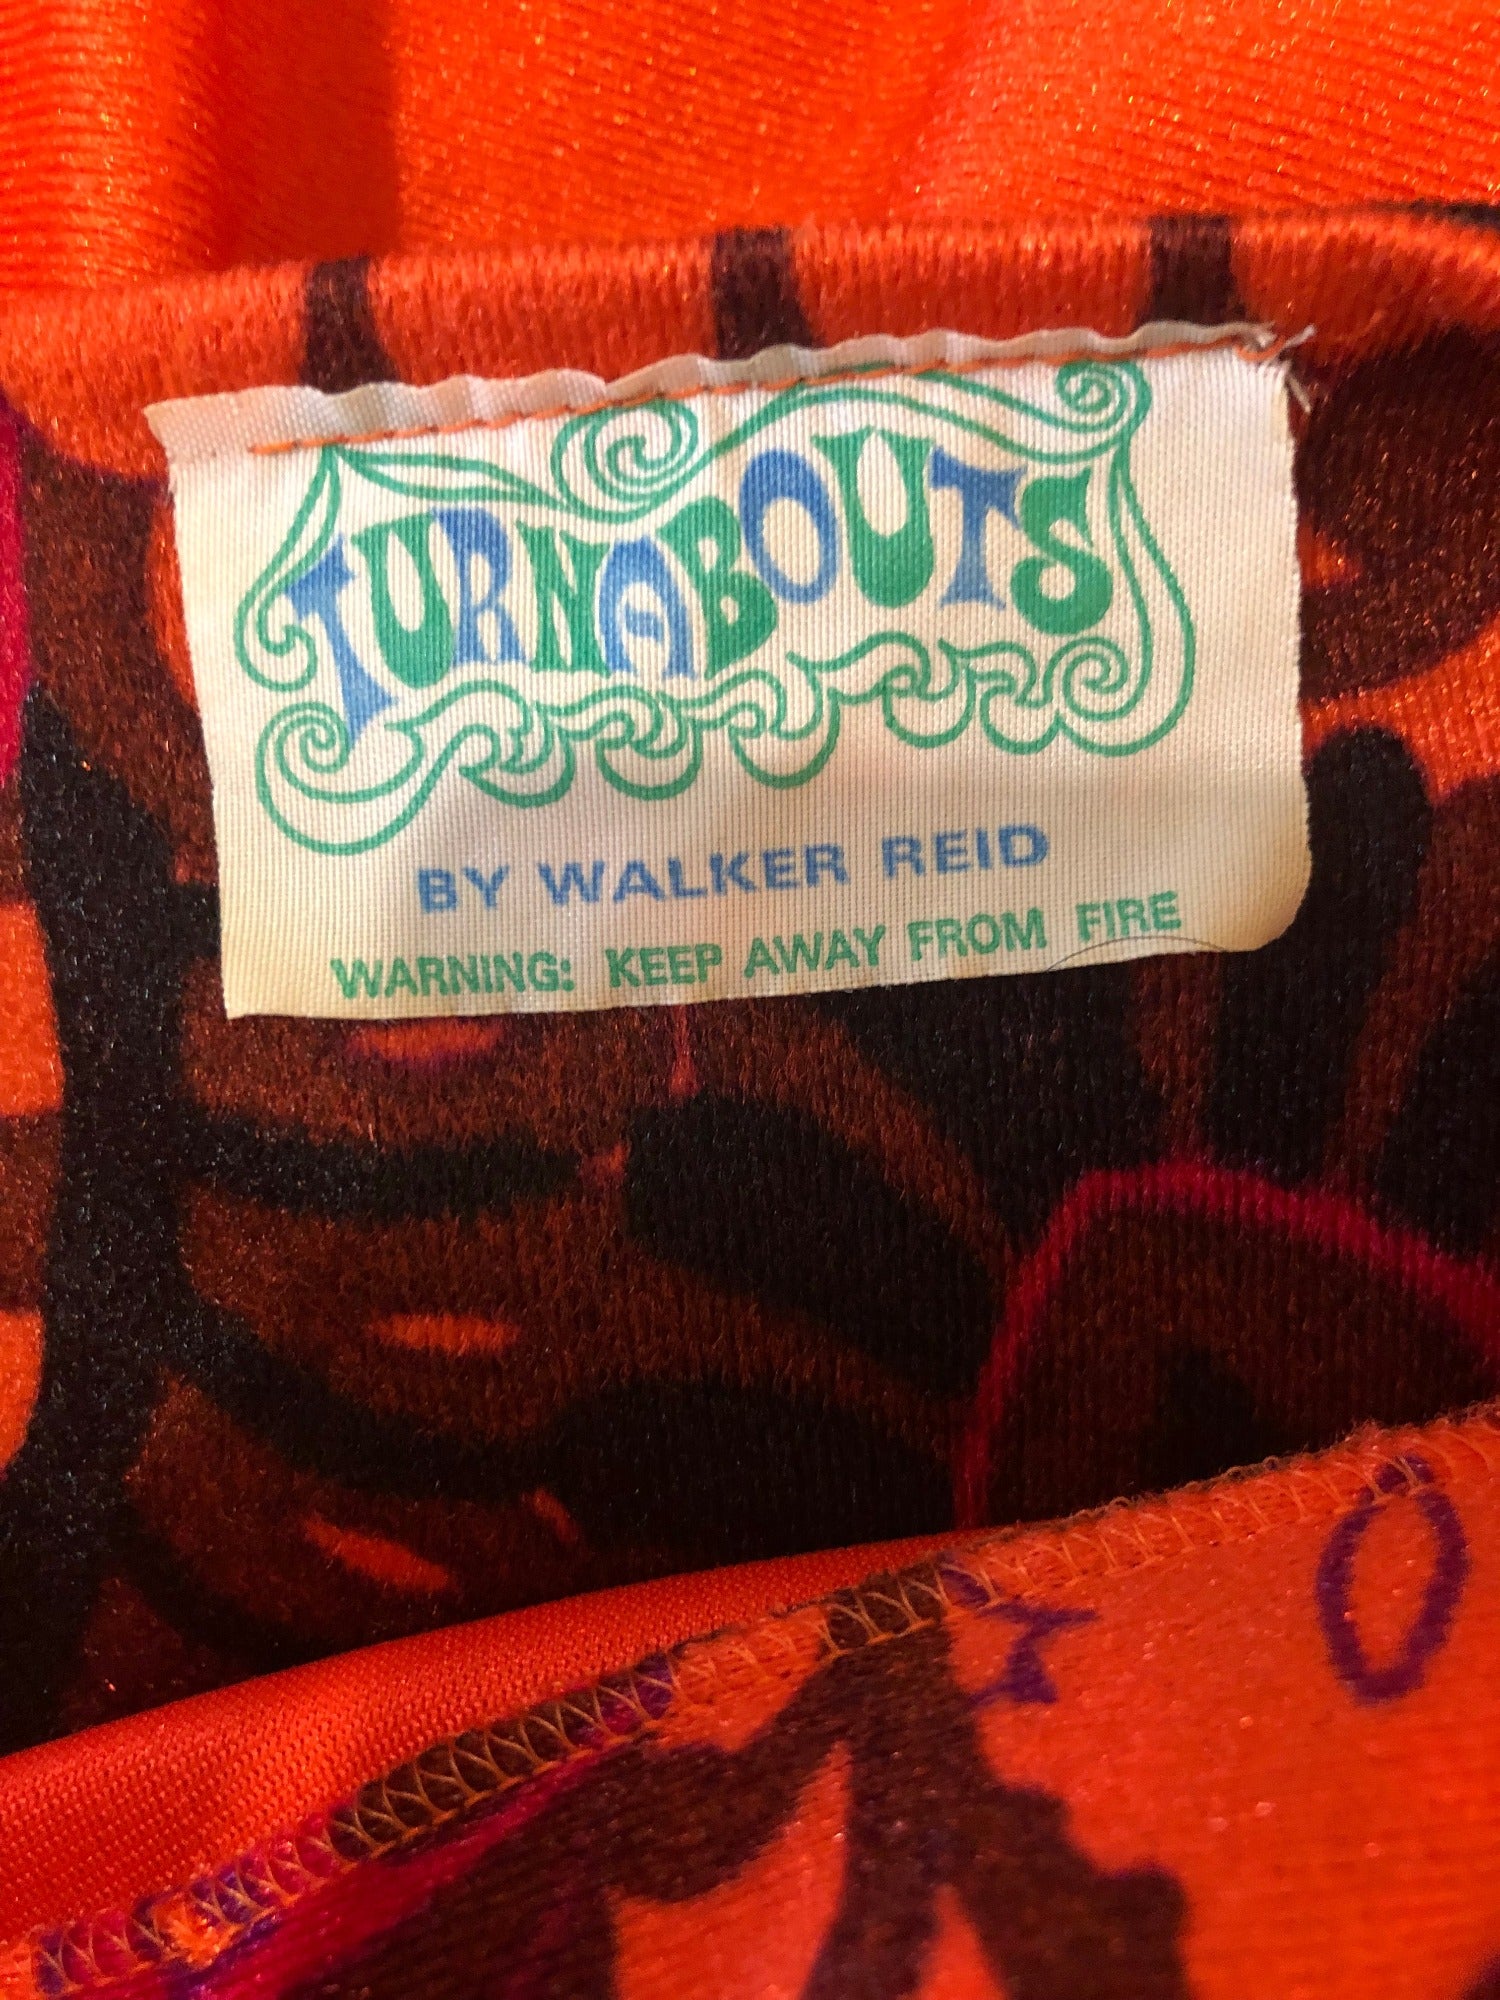 TURNABOUTS
BY WALKER REID
WARNING: KEEP AWAY FROM FIRE